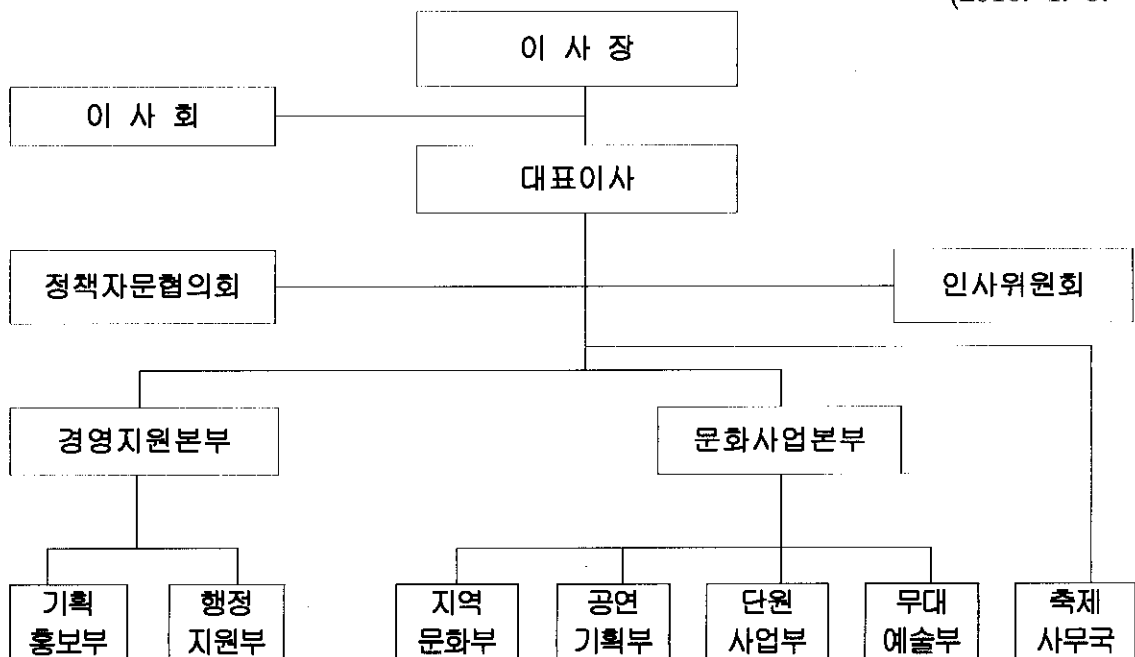 이 사 장
이 사 회
대표이사
정책자문협의회
인사위원회
경영지원본부
문화사업본부
기획
홍보부
행정
지원부
지역
문화부
공연
기획부
단원
사업부
무대
예술부
축제
사무국